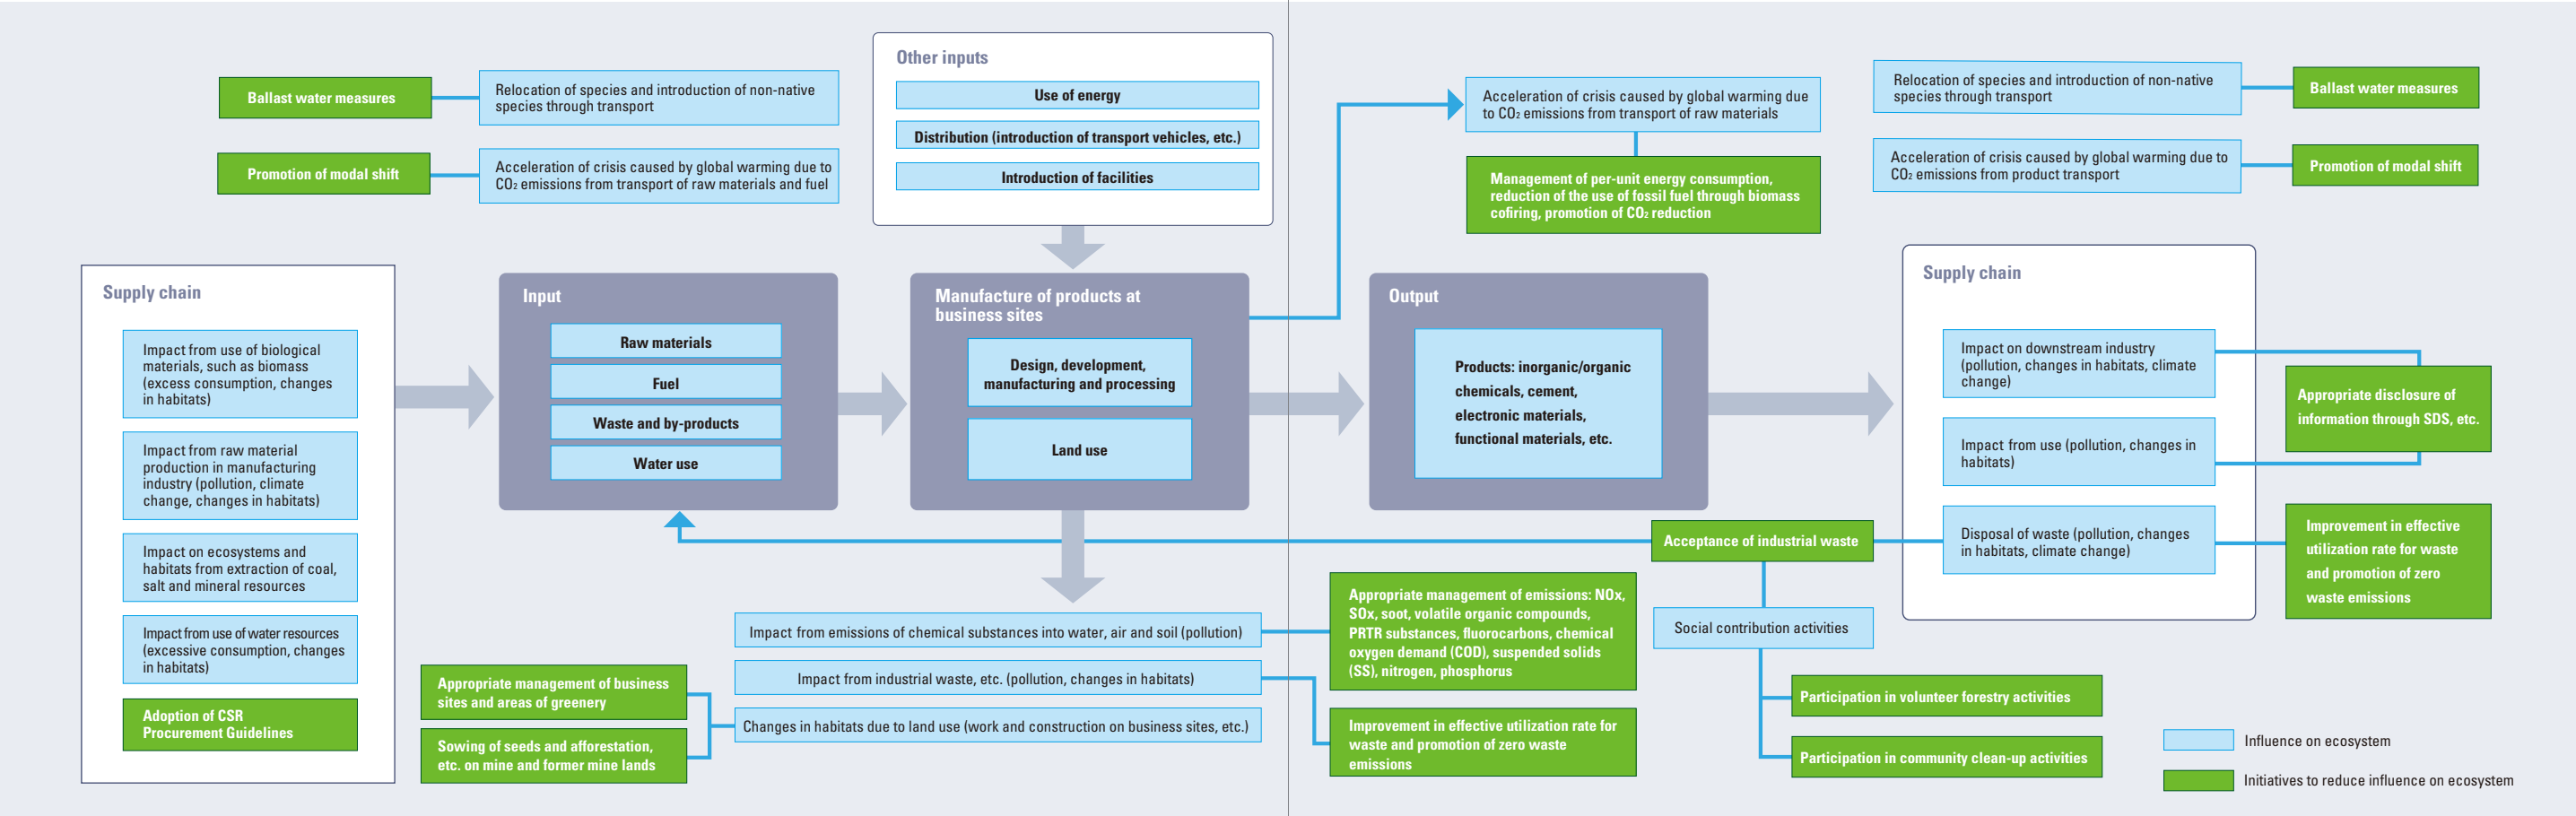 Ballast water measures
Relocation of species and introduction of non-native
species through transport
Promotion of modal shift
Acceleration of crisis caused by global warming due to
CO2 emissions from transport of raw materials and fuel
Other inputs
Use of energy
Distribution (introduction of transport vehicles, etc.)
Introduction of facilities
Acceleration of crisis caused by global warming due
to CO2 emissions from transport of raw materials
Management of per-unit energy consumption,
reduction of the use of fossil fuel through biomass
cofiring, promotion of CO2 reduction
Relocation of species and introduction of non-native
species through transport
Ballast water measures
Acceleration of crisis caused by global warming due to
CO2 emissions from product transport
Promotion of modal shift
Supply chain
Impact from use of biological
materials, such as biomass
(excess consumption, changes
in habitats)
Impact from raw material
production in manufacturing
industry (pollution, climate
change, changes in habitats)
Impact on ecosystems and
habitats from extraction of coal,
salt and mineral resources
Impact from use of water resources
(excessive consumption, changes
in habitats)
Adoption of CSR
Procurement Guidelines
Input
Raw materials
Fuel
Waste and by-products
Water use
Manufacture of products at
business sites
Design, development,
manufacturing and processing
Land use
Output
Products: inorganic/organic
chemicals, cement,
electronic materials,
functional materials, etc.
Supply chain
Impact on downstream industry
(pollution, changes in habitats, climate
change)
Impact from use (pollution, changes in
habitats)
Disposal of waste (pollution, changes
in habitats, climate change)
Appropriate disclosure of
information through SDS, etc.
Improvement in effective
utilization rate for waste
and promotion of zero
waste emissions
Acceptance of industrial waste
Social contribution activities
Participation in volunteer forestry activities
Participation in community clean-up activities
Impact from emissions of chemical substances into water, air and soil (pollution)
Impact from industrial waste, etc. (pollution, changes in habitats)
Changes in habitats due to land use (work and construction on business sites, etc.)
Appropriate management of business
sites and areas of greenery
Sowing of seeds and afforestation,
etc. on mine and former mine lands
Appropriate management of emissions: NOx,
SOx, soot, volatile organic compounds,
PRTR substances, fluorocarbons, chemical
oxygen demand (COD), suspended solids
(SS), nitrogen, phosphorus
Improvement in effective utilization rate for
waste and promotion of zero waste
emissions
Influence on ecosystem
Initiatives to reduce influence on ecosystem